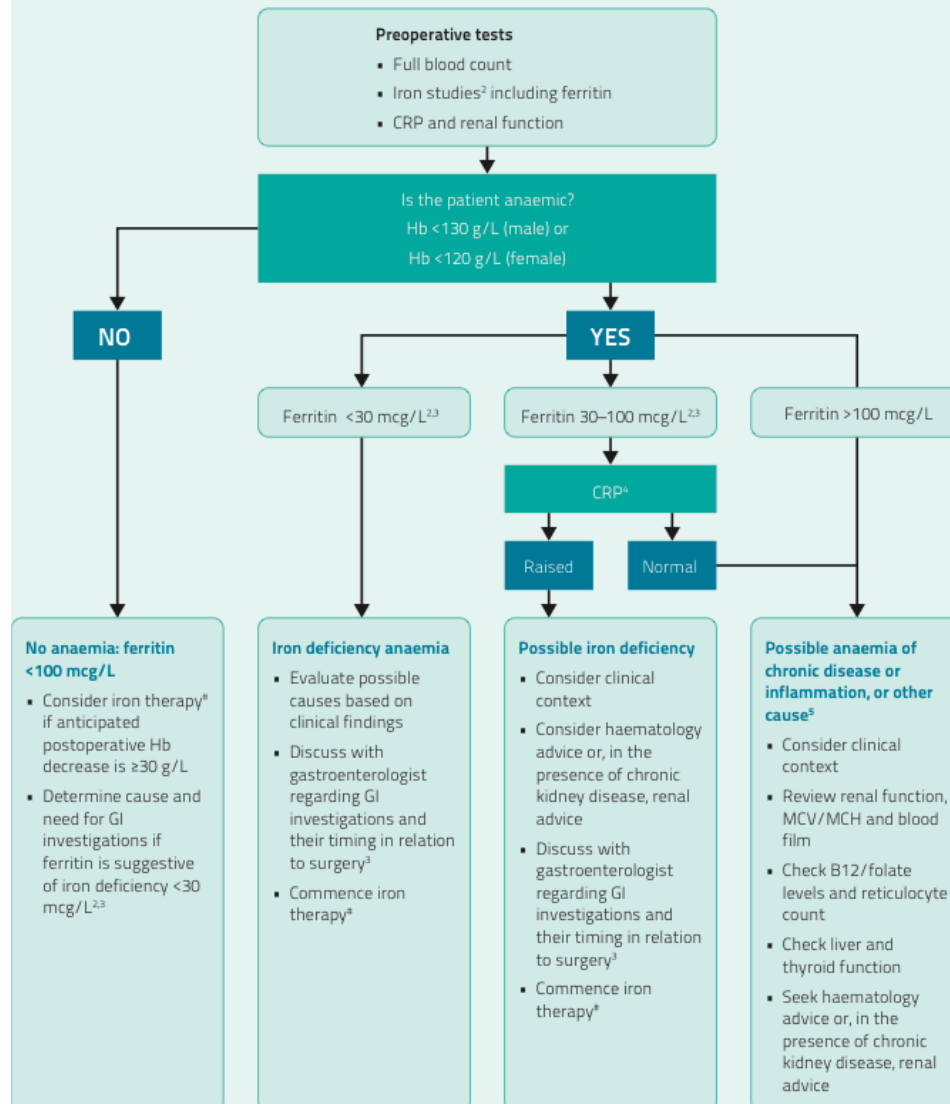 Preoperative tests
▪ Full blood count
▪ Iron studies² including ferritin
▪ CRP and renal function
Is the patient anaemic?
Hb <130 g/L (male) or
Hb <120 g/L (female)
NO
YES
Ferritin <30 mcg/L²,³
Ferritin 30–100 mcg/L²,³
Ferritin >100 mcg/L
CRP⁴
Raised
Normal
No anaemia: ferritin
<100 mcg/L
▪ Consider iron therapy#
if anticipated
postoperative Hb
decrease is ≥30 g/L
▪ Determine cause and
need for GI
investigations if
ferritin is suggestive
of iron deficiency <30
mcg/L²,³
Iron deficiency anaemia
▪ Evaluate possible
causes based on
clinical findings
▪ Discuss with
gastroenterologist
regarding GI
investigations and
their timing in relation
to surgery³
▪ Commence iron
therapy#
Possible iron deficiency
▪ Consider clinical
context
▪ Consider haematology
advice or, in the
presence of chronic
kidney disease, renal
advice
▪ Discuss with
gastroenterologist
regarding GI
investigations and
their timing in relation
to surgery³
▪ Commence iron
therapy#
Possible anaemia of
chronic disease or
inflammation, or other
cause⁵
▪ Consider clinical
context
▪ Review renal function,
MCV/MCH and blood
film
▪ Check B12/folate
levels and reticulocyte
count
▪ Check liver and
thyroid function
▪ Seek haematology
advice or, in the
presence of chronic
kidney disease, renal
advice